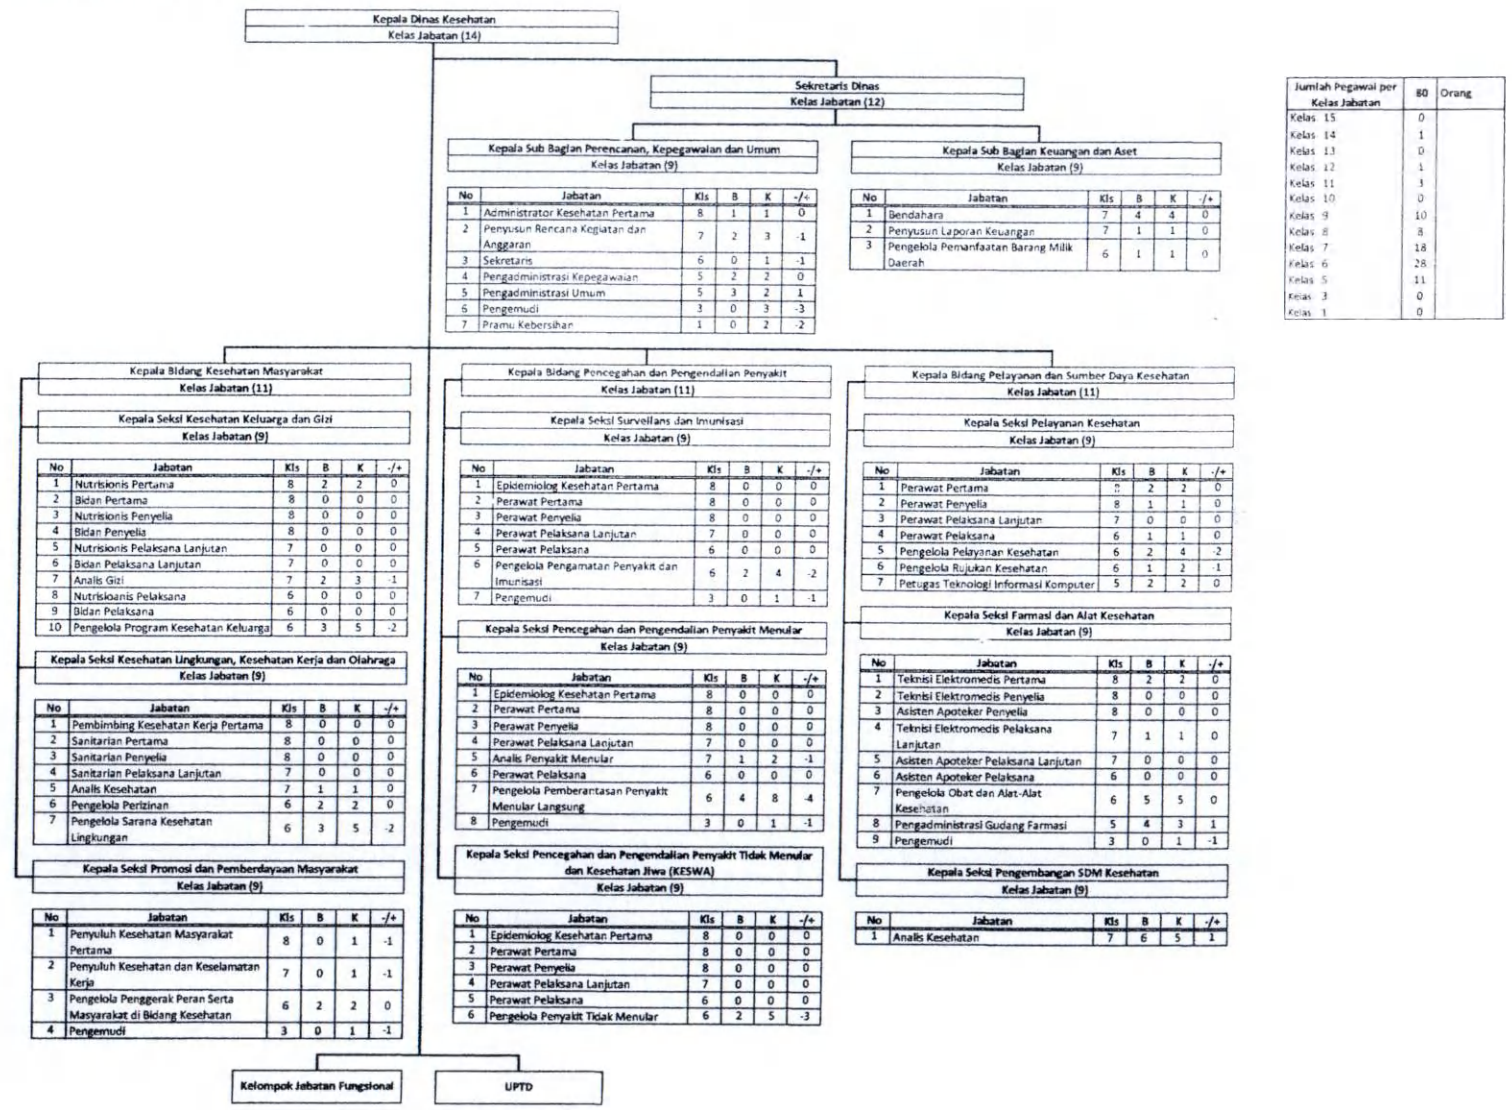 Kepala Dinas Kesehatan
Kelas Jabatan (14)
Sekretaris Dinas
Kelas Jabatan (12)
Jumlah Pegawai per Kelas Jabatan 80 Orang
Kelas 15 0
Kelas 14 1
Kelas 13 0
Kelas 12 1
Kelas 11 3
Kelas 10 0
Kelas 9 10
Kelas 8 8
Kelas 7 18
Kelas 6 28
Kelas 5 11
Kelas 3 0
Kelas 1 0
Kepala Sub Bagian Perencanan, Kepegawaian dan Umum
Kelas Jabatan (9)
No Jabatan Kls B K -/+
1 Administrator Kesehatan Pertama 8 1 1 0
2 Penyusun Rencana Kegiatan dan
Anggaran 7 2 3 -1
3 Sekretaris 6 0 1 -1
4 Pengadministrasi Kepegawaian 5 2 2 0
5 Pengadministrasi Umum 5 3 2 1
6 Pengemudi 3 0 3 -3
7 Pramu Kebersihan 1 0 2 -2
Kepala Sub Bagian Keuangan dan Aset
Kelas Jabatan (9)
No Jabatan Kls B K -/+
1 Bendahara 7 4 4 0
2 Penyusun Laporan Keuangan 7 1 1 0
3 Pengelola Pemanfaatan Barang Milik
Daerah 6 1 1 0
Kepala Bidang Kesehatan Masyarakat
Kelas Jabatan (11)
Kepala Seksi Kesehatan Keluarga dan Gizi
Kelas Jabatan (9)
No Jabatan Kls B K -/+
1 Nutrisionis Pertama 8 2 2 0
2 Bidan Pertama 8 0 0 0
3 Nutrisionis Penyelia 8 0 0 0
4 Bidan Penyelia 8 0 0 0
5 Nutrisionis Pelaksana Lanjutan 7 0 0 0
6 Bidan Pelaksana Lanjutan 7 0 0 0
7 Analis Gizi 7 2 3 -1
8 Nutrisioanis Pelaksana 6 0 0 0
9 Bidan Pelaksana 6 0 0 0
10 Pengelola Program Kesehatan Keluarga 6 3 5 -2
Kepala Seksi Kesehatan Lingkungan, Kesehatan Kerja dan Olahraga
Kelas Jabatan (9)
No Jabatan Kls B K -/+
1 Pembimbing Kesehatan Kerja Pertama 8 0 0 0
2 Sanitarian Pertama 8 0 0 0
3 Sanitarian Penyelia 8 0 0 0
4 Sanitarian Pelaksana Lanjutan 7 0 0 0
5 Analis Kesehatan 7 1 1 0
6 Pengelola Perizinan 6 2 2 0
7 Pengelola Sarana Kesehatan
Lingkungan 6 3 5 -2
Kepala Seksi Promosi dan Pemberdayaan Masyarakat
Kelas Jabatan (9)
No Jabatan Kls B K -/+
1 Penyuluh Kesehatan Masyarakat
Pertama 8 0 1 -1
2 Penyuluh Kesehatan dan Keselamatan
Kerja 7 0 1 -1
3 Pengelola Penggerak Peran Serta
Masyarakat di Bidang Kesehatan 6 2 2 0
4 Pengemudi 3 0 1 -1
Kepala Bidang Pencegahan dan Pengendalian Penyakit
Kelas Jabatan (11)
Kepala Seksi Surveilans dan Imunisasi
Kelas Jabatan (9)
No Jabatan Kls B K -/+
1 Epidemiolog Kesehatan Pertama 8 0 0 0
2 Perawat Pertama 8 0 0 0
3 Perawat Penyelia 8 0 0 0
4 Perawat Pelaksana Lanjutan 7 0 0 0
5 Perawat Pelaksana 6 0 0 0
6 Pengelola Pengamatan Penyakit dan
Imunisasi 6 2 4 -2
7 Pengemudi 3 0 1 -1
Kepala Seksi Pencegahan dan Pengendalian Penyakit Menular
Kelas Jabatan (9)
No Jabatan Kls B K -/+
1 Epidemiolog Kesehatan Pertama 8 0 0 0
2 Perawat Pertama 8 0 0 0
3 Perawat Penyelia 8 0 0 0
4 Perawat Pelaksana Lanjutan 7 0 0 0
5 Analis Penyakit Menular 7 1 2 -1
6 Perawat Pelaksana 6 0 0 0
7 Pengelola Pemberantasan Penyakit
Menular Langsung 6 4 8 -4
8 Pengemudi 3 0 1 -1
Kepala Seksi Pencegahan dan Pengendalian Penyakit Tidak Menular
dan Kesehatan Jiwa (KESWA)
Kelas Jabatan (9)
No Jabatan Kls B K -/+
1 Epidemiolog Kesehatan Pertama 8 0 0 0
2 Perawat Pertama 8 0 0 0
3 Perawat Penyelia 8 0 0 0
4 Perawat Pelaksana Lanjutan 7 0 0 0
5 Perawat Pelaksana 6 0 0 0
6 Pengelola Penyakit Tidak Menular 6 2 5 -3
Kepala Bidang Pelayanan dan Sumber Daya Kesehatan
Kelas Jabatan (11)
Kepala Seksi Pelayanan Kesehatan
Kelas Jabatan (9)
No Jabatan Kls B K -/+
1 Perawat Pertama 2 2 0
2 Perawat Penyelia 8 1 1 0
3 Perawat Pelaksana Lanjutan 7 0 0 0
4 Perawat Pelaksana 6 1 1 0
5 Pengelola Pelayanan Kesehatan 6 2 4 -2
6 Pengelola Rujukan Kesehatan 6 1 2 -1
7 Petugas Teknologi Informasi Komputer 5 2 2 0
Kepala Seksi Farmasi dan Alat Kesehatan
Kelas Jabatan (9)
No Jabatan Kls B K -/+
1 Teknisi Elektromedis Pertama 8 2 2 0
2 Teknisi Elektromedis Penyelia 8 0 0 0
3 Asisten Apoteker Penyelia 8 0 0 0
4 Teknisi Elektromedis Pelaksana
Lanjutan 7 1 1 0
5 Asisten Apoteker Pelaksana Lanjutan 7 0 0 0
6 Asisten Apoteker Pelaksana 6 0 0 0
7 Pengelola Obat dan Alat-Alat
Kesehatan 6 5 5 0
8 Pengadministrasi Gudang Farmasi 5 4 3 1
9 Pengemudi 3 0 1 -1
Kepala Seksi Pengembangan SDM Kesehatan
Kelas Jabatan (9)
No Jabatan Kls B K -/+
1 Analis Kesehatan 7 6 5 1
Kelompok Jabatan Fungsional
UPTD